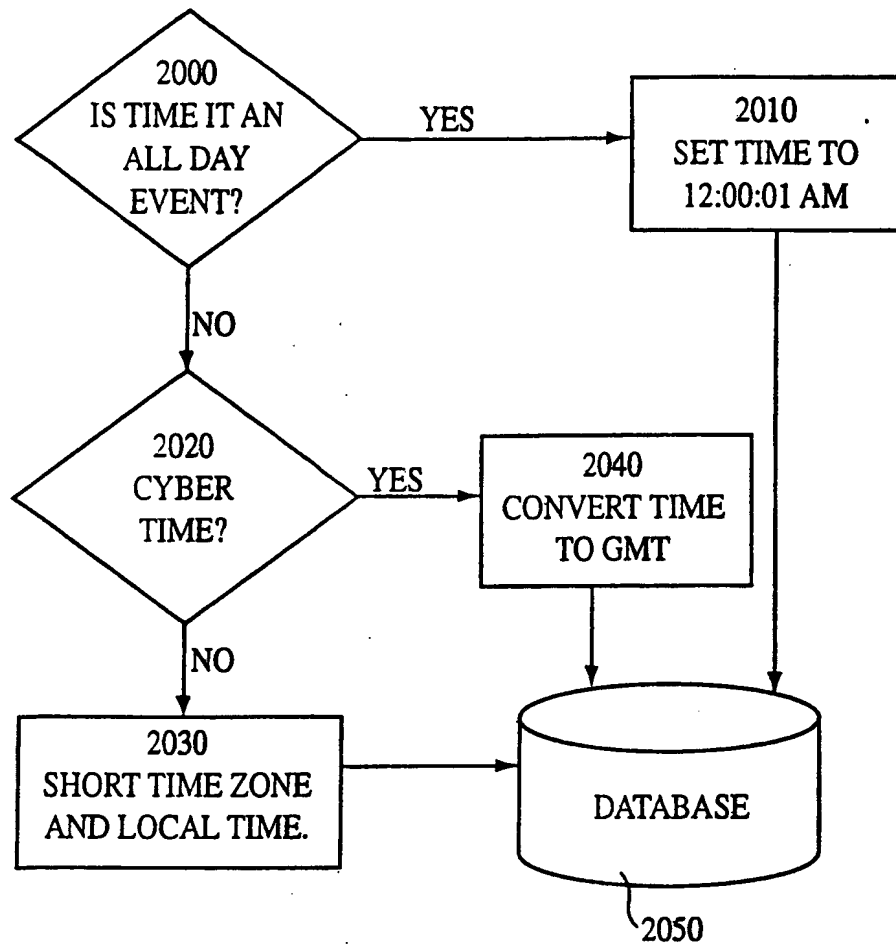 2000
IS TIME IT AN
ALL DAY
EVENT?
YES
2010
SET TIME TO
12:00:01 AM
NO
2020
CYBER
TIME?
YES
2040
CONVERT TIME
TO GMT
NO
2030
SHORT TIME ZONE
AND LOCAL TIME.
DATABASE
2050